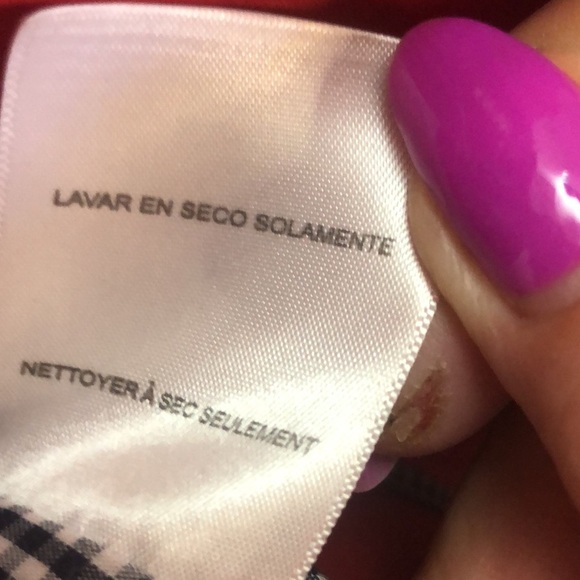 LAVAR EN SECO SOLAMENTE
NETTOYER À SEC SEULEMENT